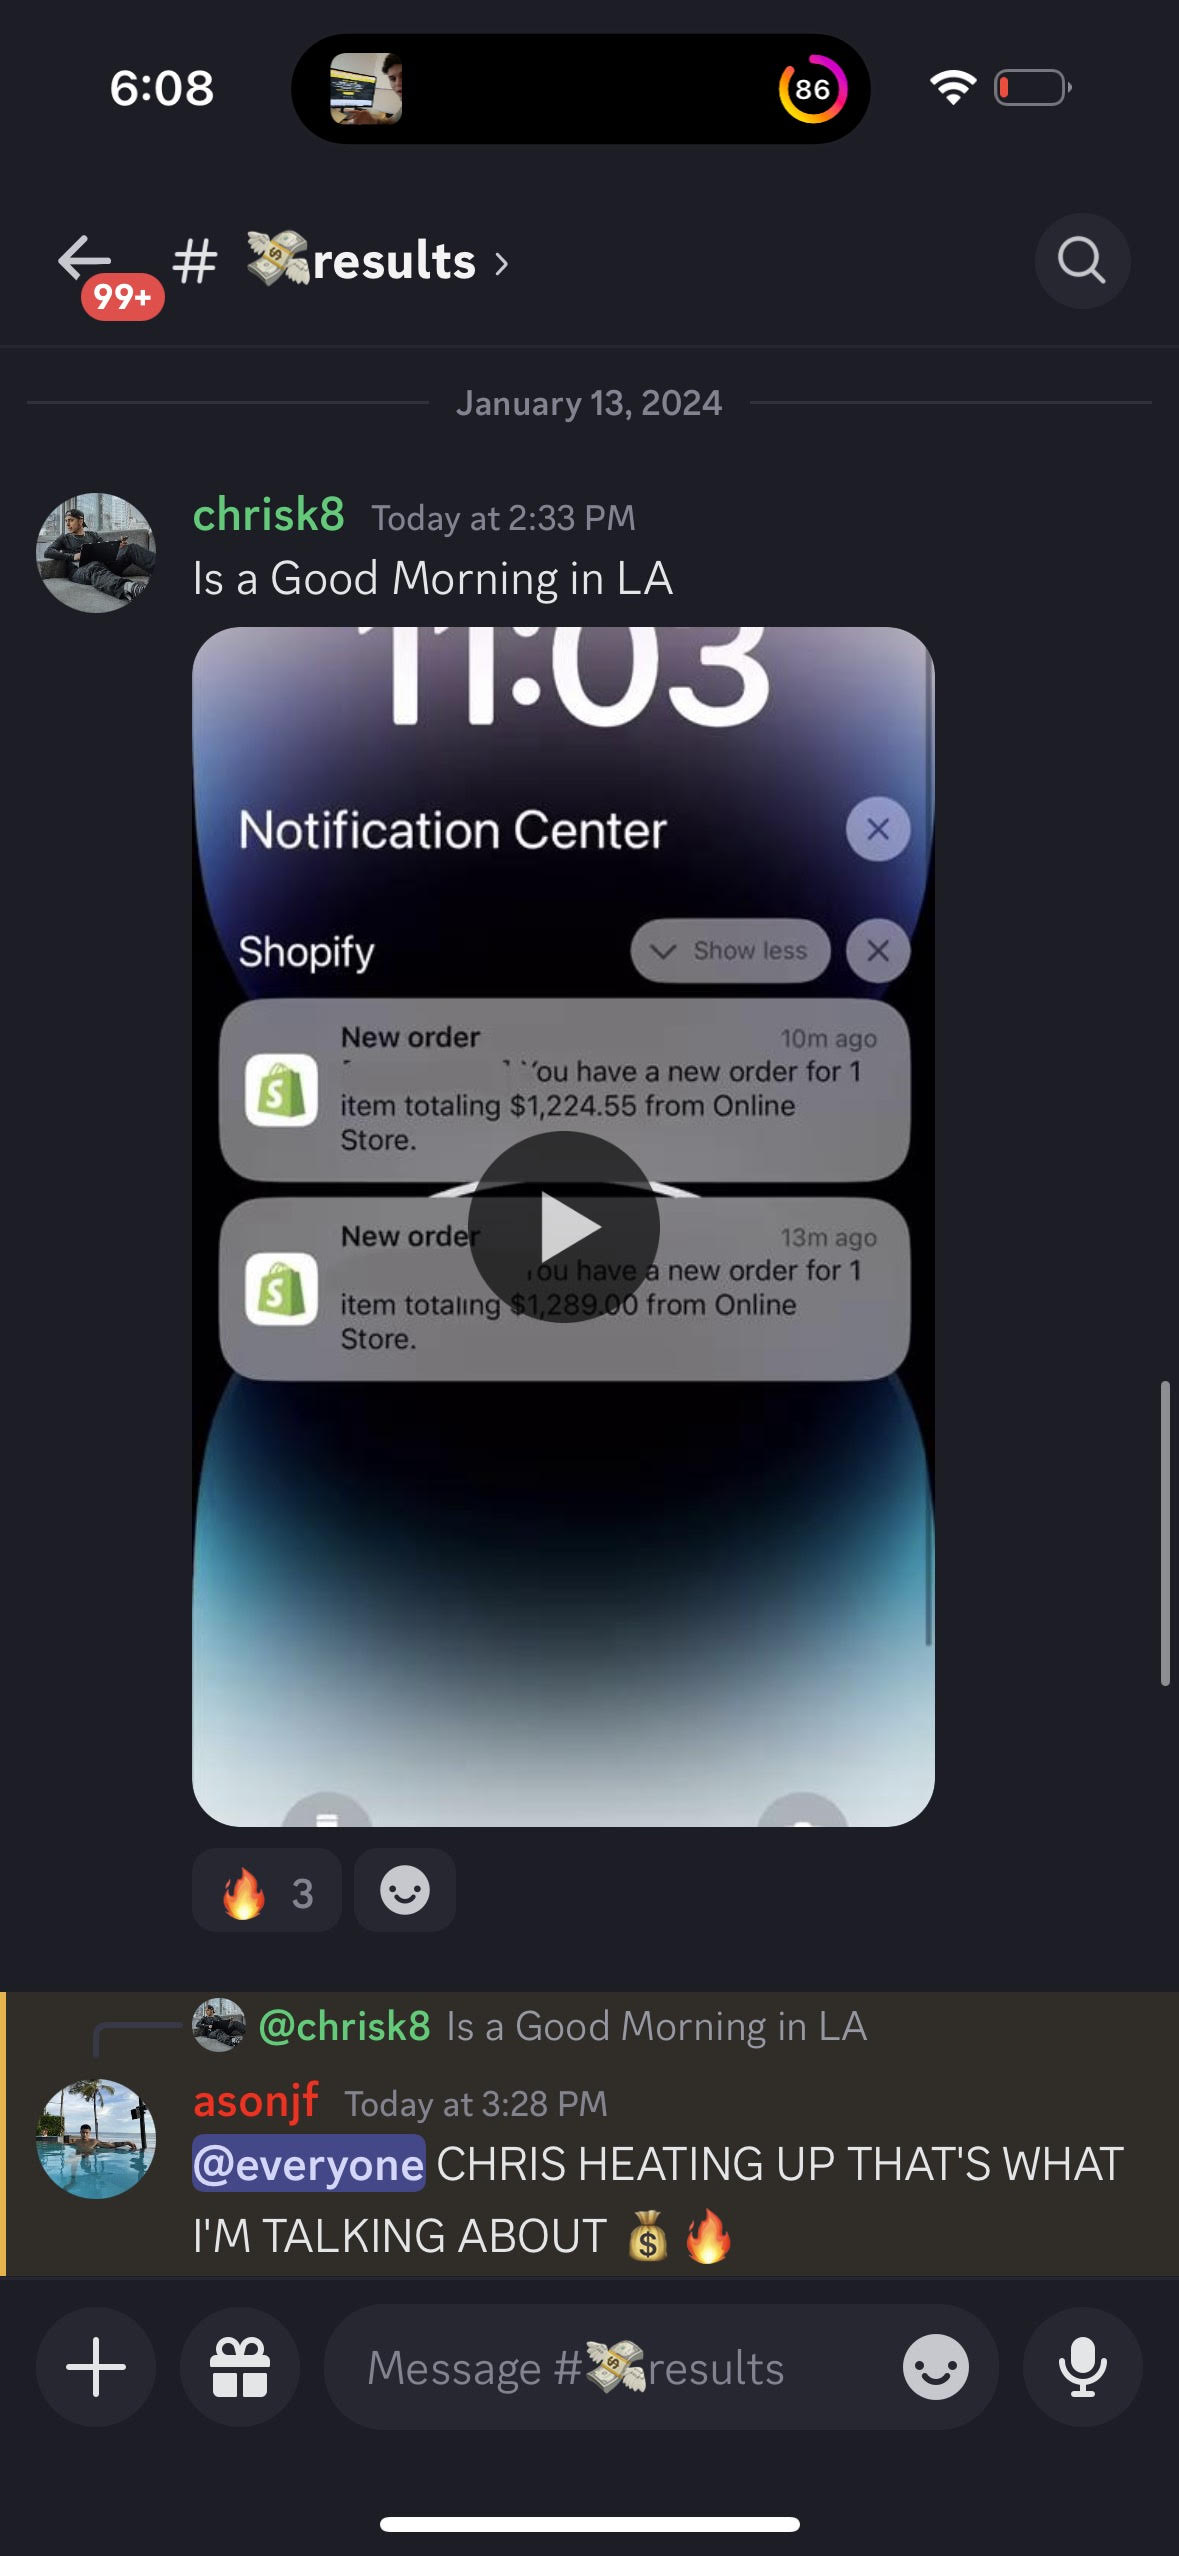 6:08
86
# 💸results ›
99+
January 13, 2024
chrisk8 Today at 2:33 PM
Is a Good Morning in LA
11:03
Notification Center
Shopify
Show less
New order 10m ago
You have a new order for 1
item totaling $1,224.55 from Online
Store.
New order 13m ago
You have a new order for 1
item totaling $1,289.00 from Online
Store.
🔥 3
@chrisk8 Is a Good Morning in LA
asonjf Today at 3:28 PM
@everyone CHRIS HEATING UP THAT'S WHAT
I'M TALKING ABOUT 💰 🔥
Message #💸results